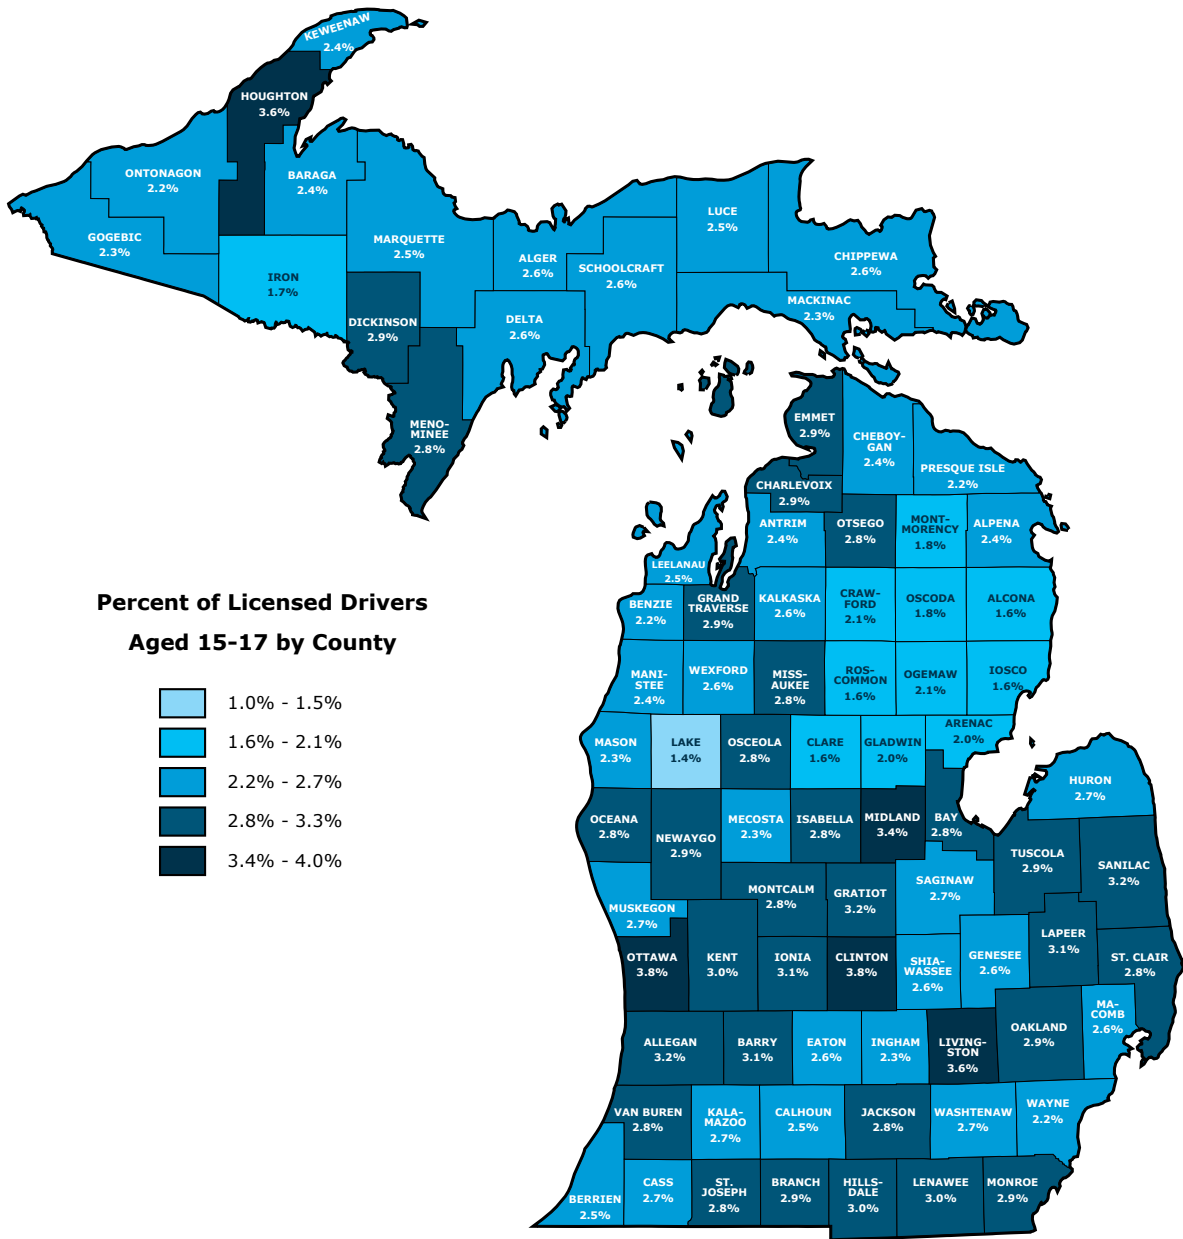 KEWEENAW
2.4%
HOUGHTON
3.6%
ONTONAGON
2.2%
BARAGA
2.4%
GOGEBIC
2.3%
MARQUETTE
2.5%
IRON
1.7%
ALGER
2.6%
SCHOOLCRAFT
2.6%
LUCE
2.5%
CHIPPEWA
2.6%
MACKINAC
2.3%
DICKINSON
2.9%
DELTA
2.6%
MENO-
MINEE
2.8%
EMMET
2.9%
CHEBOY-
GAN
2.4%
PRESQUE ISLE
2.2%
CHARLEVOIX
2.9%
ANTRIM
2.4%
OTSEGO
2.8%
MONT-
MORENCY
1.8%
ALPENA
2.4%
LEELANAU
2.5%
BENZIE
2.2%
GRAND
TRAVERSE
2.9%
KALKASKA
2.6%
CRAW-
FORD
2.1%
OSCODA
1.8%
ALCONA
1.6%
Percent of Licensed Drivers
Aged 15-17 by County
1.0% - 1.5%
1.6% - 2.1%
2.2% - 2.7%
2.8% - 3.3%
3.4% - 4.0%
MANI-
STEE
2.4%
WEXFORD
2.6%
MISS-
AUKEE
2.8%
ROS-
COMMON
1.6%
OGEMAW
2.1%
IOSCO
1.6%
MASON
2.3%
LAKE
1.4%
OSCEOLA
2.8%
CLARE
1.6%
GLADWIN
2.0%
ARENAC
2.0%
HURON
2.7%
OCEANA
2.8%
NEWAYGO
2.9%
MECOSTA
2.3%
ISABELLA
2.8%
MIDLAND
3.4%
BAY
2.8%
TUSCOLA
2.9%
SANILAC
3.2%
MUSKEGON
2.7%
MONTCALM
2.8%
GRATIOT
3.2%
SAGINAW
2.7%
OTTAWA
3.8%
KENT
3.0%
IONIA
3.1%
CLINTON
3.8%
SHIA-
WASSEE
2.6%
GENESEE
2.6%
LAPEER
3.1%
ST. CLAIR
2.8%
ALLEGAN
3.2%
BARRY
3.1%
EATON
2.6%
INGHAM
2.3%
LIVING-
STON
3.6%
OAKLAND
2.9%
MA-
COMB
2.6%
VAN BUREN
2.8%
KALA-
MAZOO
2.7%
CALHOUN
2.5%
JACKSON
2.8%
WASHTENAW
2.7%
WAYNE
2.2%
BERRIEN
2.5%
CASS
2.7%
ST.
JOSEPH
2.8%
BRANCH
2.9%
HILLS-
DALE
3.0%
LENAWEE
3.0%
MONROE
2.9%